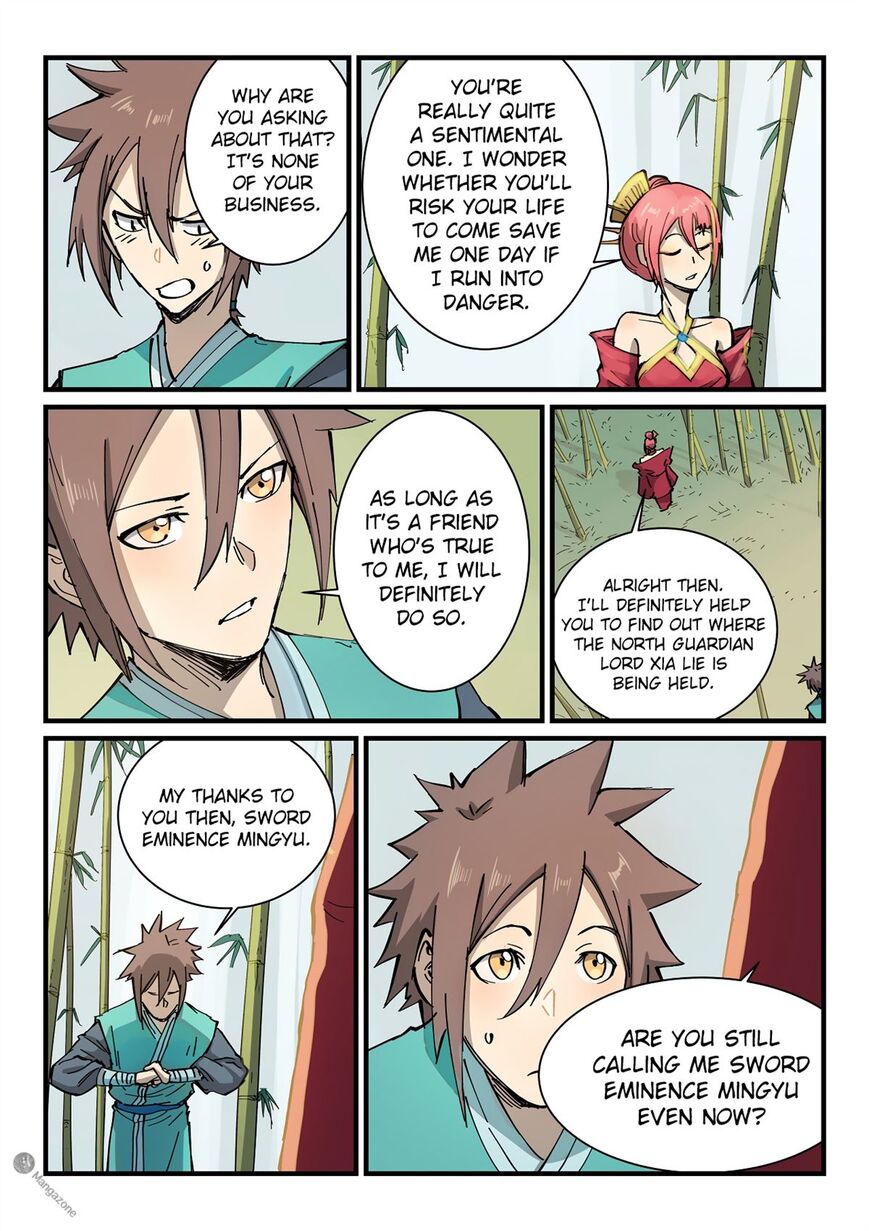 WHY ARE
YOU ASKING
ABOUT THAT?
IT'S NONE
OF YOUR
BUSINESS.
YOU'RE
REALLY QUITE
A SENTIMENTAL
ONE. I WONDER
WHETHER YOU'LL
RISK YOUR LIFE
TO COME SAVE
ME ONE DAY IF
I RUN INTO
DANGER.
AS LONG AS
IT'S A FRIEND
WHO'S TRUE
TO ME, I WILL
DEFINITELY
DO SO.
ALRIGHT THEN.
I'LL DEFINITELY HELP
YOU TO FIND OUT WHERE
THE NORTH GUARDIAN
LORD XIA LIE IS
BEING HELD.
MY THANKS TO
YOU THEN, SWORD
EMINENCE MINGYU.
ARE YOU STILL
CALLING ME SWORD
EMINENCE MINGYU
EVEN NOW?
Mangazone